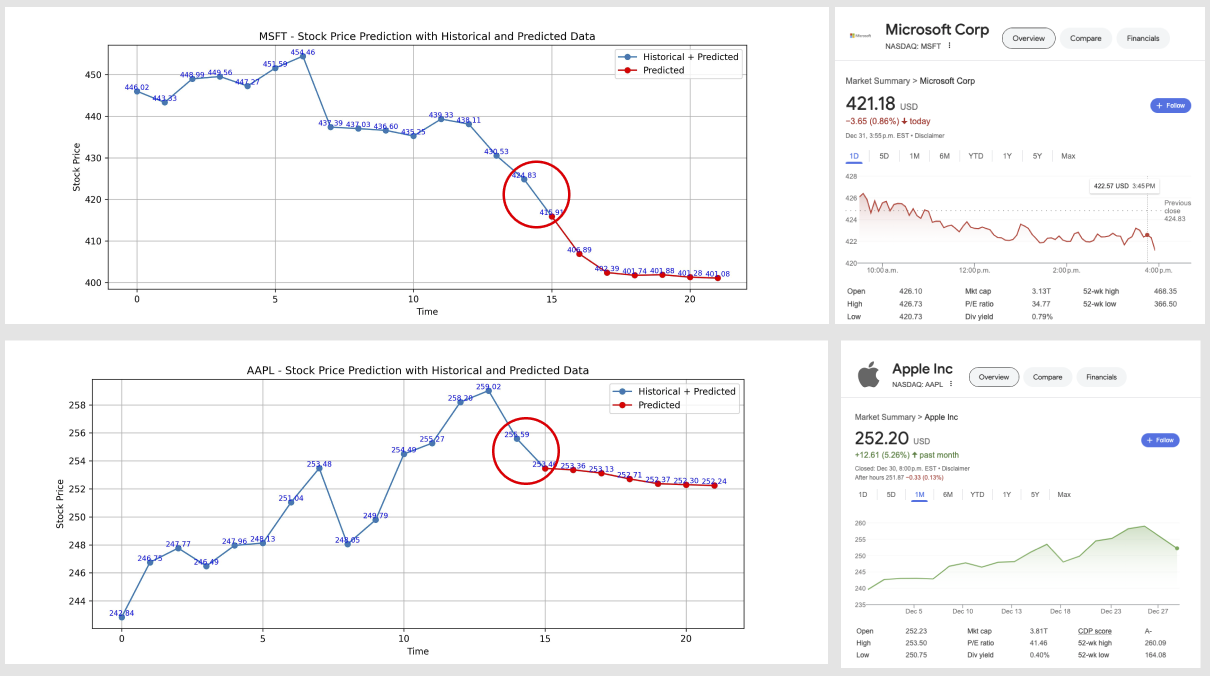 MSFT - Stock Price Prediction with Historical and Predicted Data
Historical + Predicted
Predicted
Stock Price
450
440
430
420
410
400
446.02
443.33
448.99
449.56
447.27
451.59
454.46
437.39
437.03
436.60
435.25
439.33
438.11
430.53
424.83
415.91
406.89
402.39
401.74
401.88
401.28
401.08
0 5 10 15 20
Time
Microsoft
Microsoft Corp
NASDAQ: MSFT
Overview Compare Financials
Market Summary > Microsoft Corp
421.18 USD
+ Follow
−3.65 (0.86%) today
Dec 31, 3:55 p.m. EST • Disclaimer
1D 5D 1M 6M YTD 1Y 5Y Max
428
426
424
422
420
422.57 USD 3:45 PM
Previous
close
424.83
10:00 a.m. 12:00 p.m. 2:00 p.m. 4:00 p.m.
Open 426.10 Mkt cap 3.13T 52-wk high 468.35
High 426.73 P/E ratio 34.77 52-wk low 366.50
Low 420.73 Div yield 0.79%
AAPL - Stock Price Prediction with Historical and Predicted Data
Historical + Predicted
Predicted
Stock Price
258
256
254
252
250
248
246
244
242.84
246.75
247.77
246.49
247.96
248.13
251.04
253.48
248.05
249.79
254.49
255.27
258.20
259.02
255.59
253.46
253.36
253.13
252.71
252.37
252.30
252.24
0 5 10 15 20
Time
Apple Inc
NASDAQ: AAPL
Overview Compare Financials
Market Summary > Apple Inc
252.20 USD
+ Follow
+12.61 (5.26%) past month
Closed: Dec 30, 8:00 p.m. EST • Disclaimer
After hours 251.87 −0.33 (0.13%)
1D 5D 1M 6M YTD 1Y 5Y Max
260
255
250
245
240
235
Dec 5 Dec 10 Dec 13 Dec 18 Dec 23 Dec 27
Open 252.23 Mkt cap 3.81T CDP score A-
High 253.50 P/E ratio 41.46 52-wk high 260.09
Low 250.75 Div yield 0.40% 52-wk low 164.08